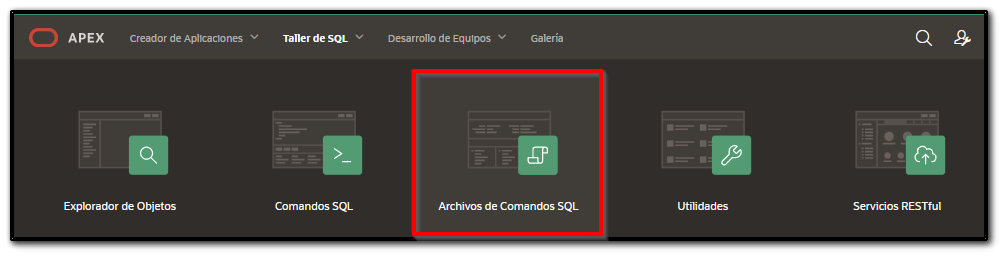 APEX Creador de Aplicaciones Taller de SQL Desarrollo de Equipos Galería
Explorador de Objetos Comandos SQL Archivos de Comandos SQL Utilidades Servicios RESTful